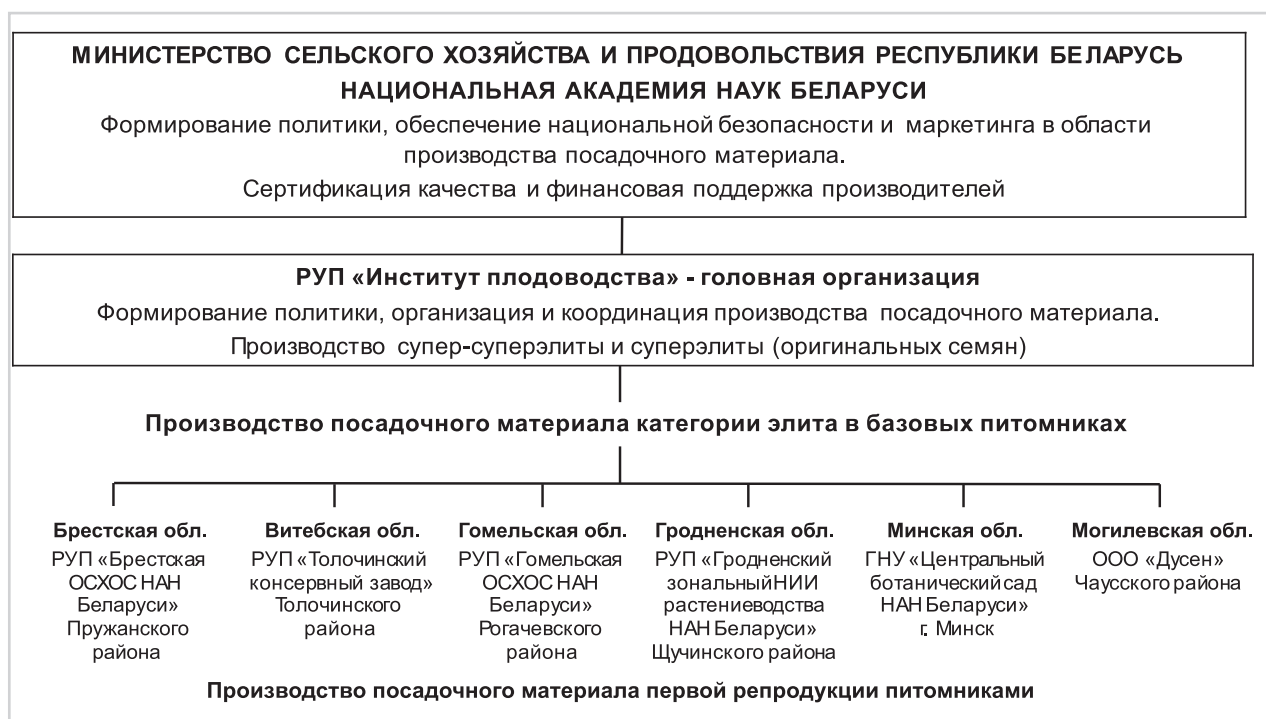 МИНИСТЕРСТВО СЕЛЬСКОГО ХОЗЯЙСТВА И ПРОДОВОЛЬСТВИЯ РЕСПУБЛИКИ БЕЛАРУСЬ
НАЦИОНАЛЬНАЯ АКАДЕМИЯ НАУК БЕЛАРУСИ
Формирование политики, обеспечение национальной безопасности и маркетинга в области
производства посадочного материала.
Сертификация качества и финансовая поддержка производителей
РУП «Институт плодоводства» - головная организация
Формирование политики, организация и координация производства посадочного материала.
Производство супер-суперэлиты и суперэлиты (оригинальных семян)
Производство посадочного материала категории элита в базовых питомниках
Брестская обл.
РУП «Брестская
ОСХОС НАН
Беларуси»
Пружанского
района
Витебская обл.
РУП «Толочинский
консервный завод»
Толочинского
района
Гомельская обл.
РУП «Гомельская
ОСХОС НАН
Беларуси»
Рогачевского
района
Гродненская обл.
РУП «Гродненский
зональный НИИ
растениеводства
НАН Беларуси»
Щучинского района
Минская обл.
ГНУ «Центральный
ботанический сад
НАН Беларуси»
г. Минск
Могилевская обл.
ООО «Дусен»
Чаусского района
Производство посадочного материала первой репродукции питомниками